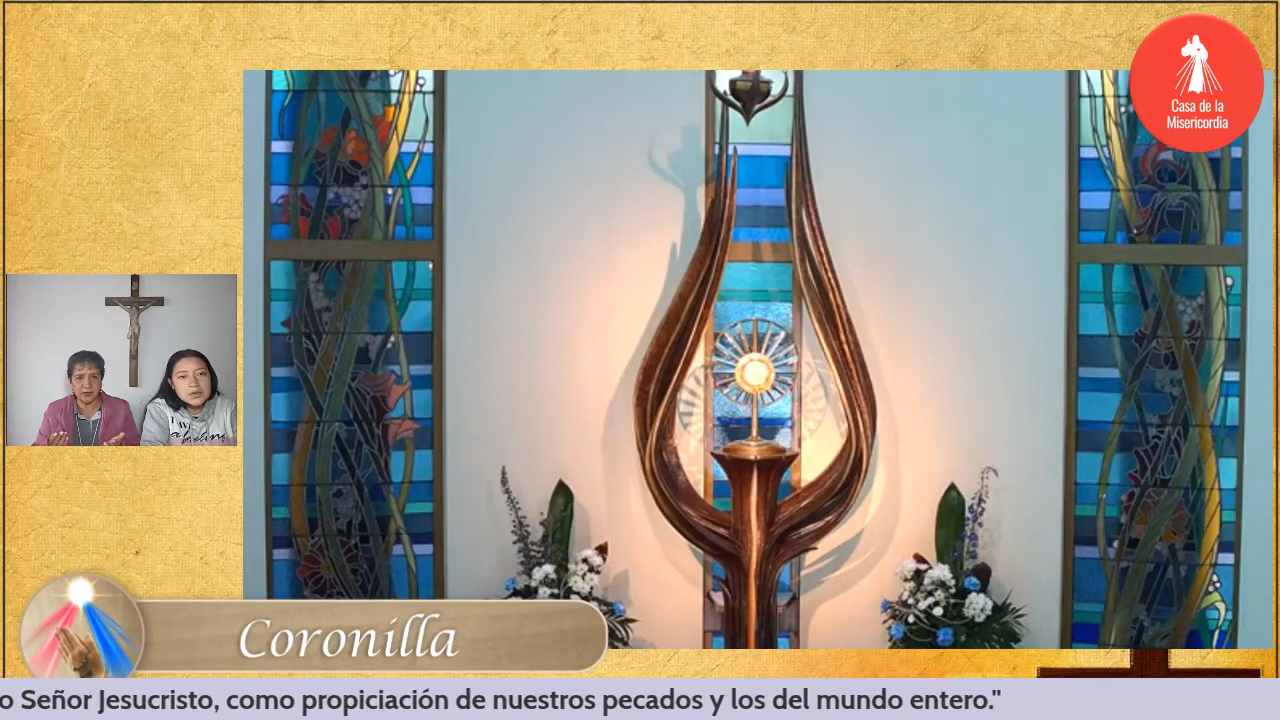 Casa de la
Misericordia
Coronilla
o Señor Jesucristo, como propiciación de nuestros pecados y los del mundo entero."